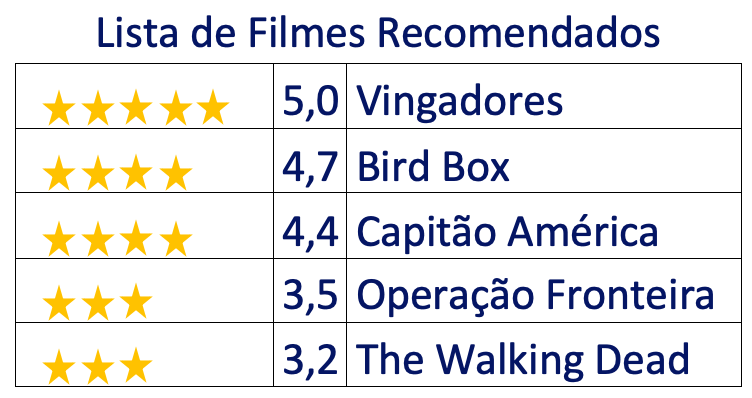 Lista de Filmes Recomendados
5,0 Vingadores
4,7 Bird Box
4,4 Capitão América
3,5 Operação Fronteira
3,2 The Walking Dead